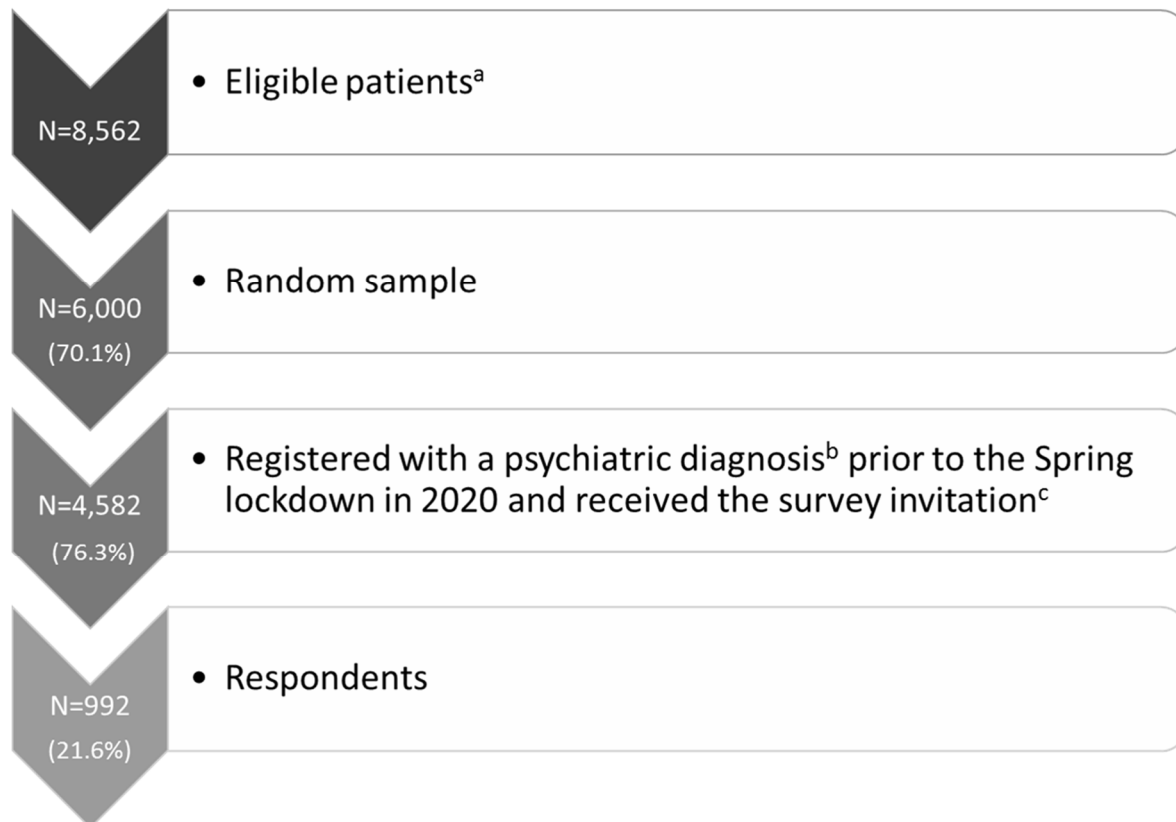 N=8,562
• Eligible patientsᵃ
N=6,000
(70.1%)
• Random sample
N=4,582
(76.3%)
• Registered with a psychiatric diagnosisᵇ prior to the Spring
lockdown in 2020 and received the survey invitationᶜ
N=992
(21.6%)
• Respondents